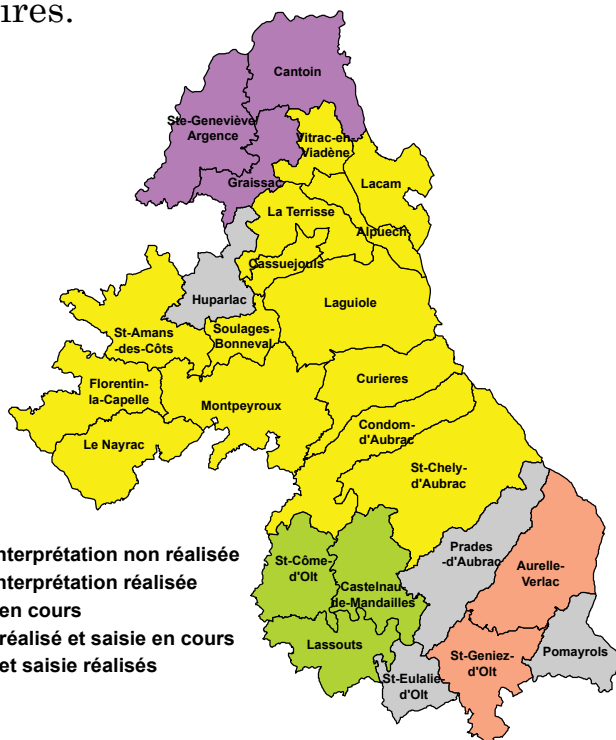 ires.
Cantoin
Ste-Geneviève/
Argence
Vitrac-en-
Viadène
Graissac
Lacam
La Terrisse
Alpuech
Cassuejouls
Huparlac
Laguiole
St-Amans
-des-Côts
Soulages-
Bonneval
Florentin-
la-Capelle
Curieres
Montpeyroux
Condom-
d'Aubrac
Le Nayrac
St-Chely-
d'Aubrac
nterprétation non réalisée
nterprétation réalisée
en cours
réalisé et saisie en cours
et saisie réalisés
St-Côme-
d'Olt
Castelnau-
de-Mandailles
Prades
-d'Aubrac
Aurelle-
Verlac
Lassouts
St-Eulalie-
d'Olt
St-Geniez-
d'Olt
Pomayrols